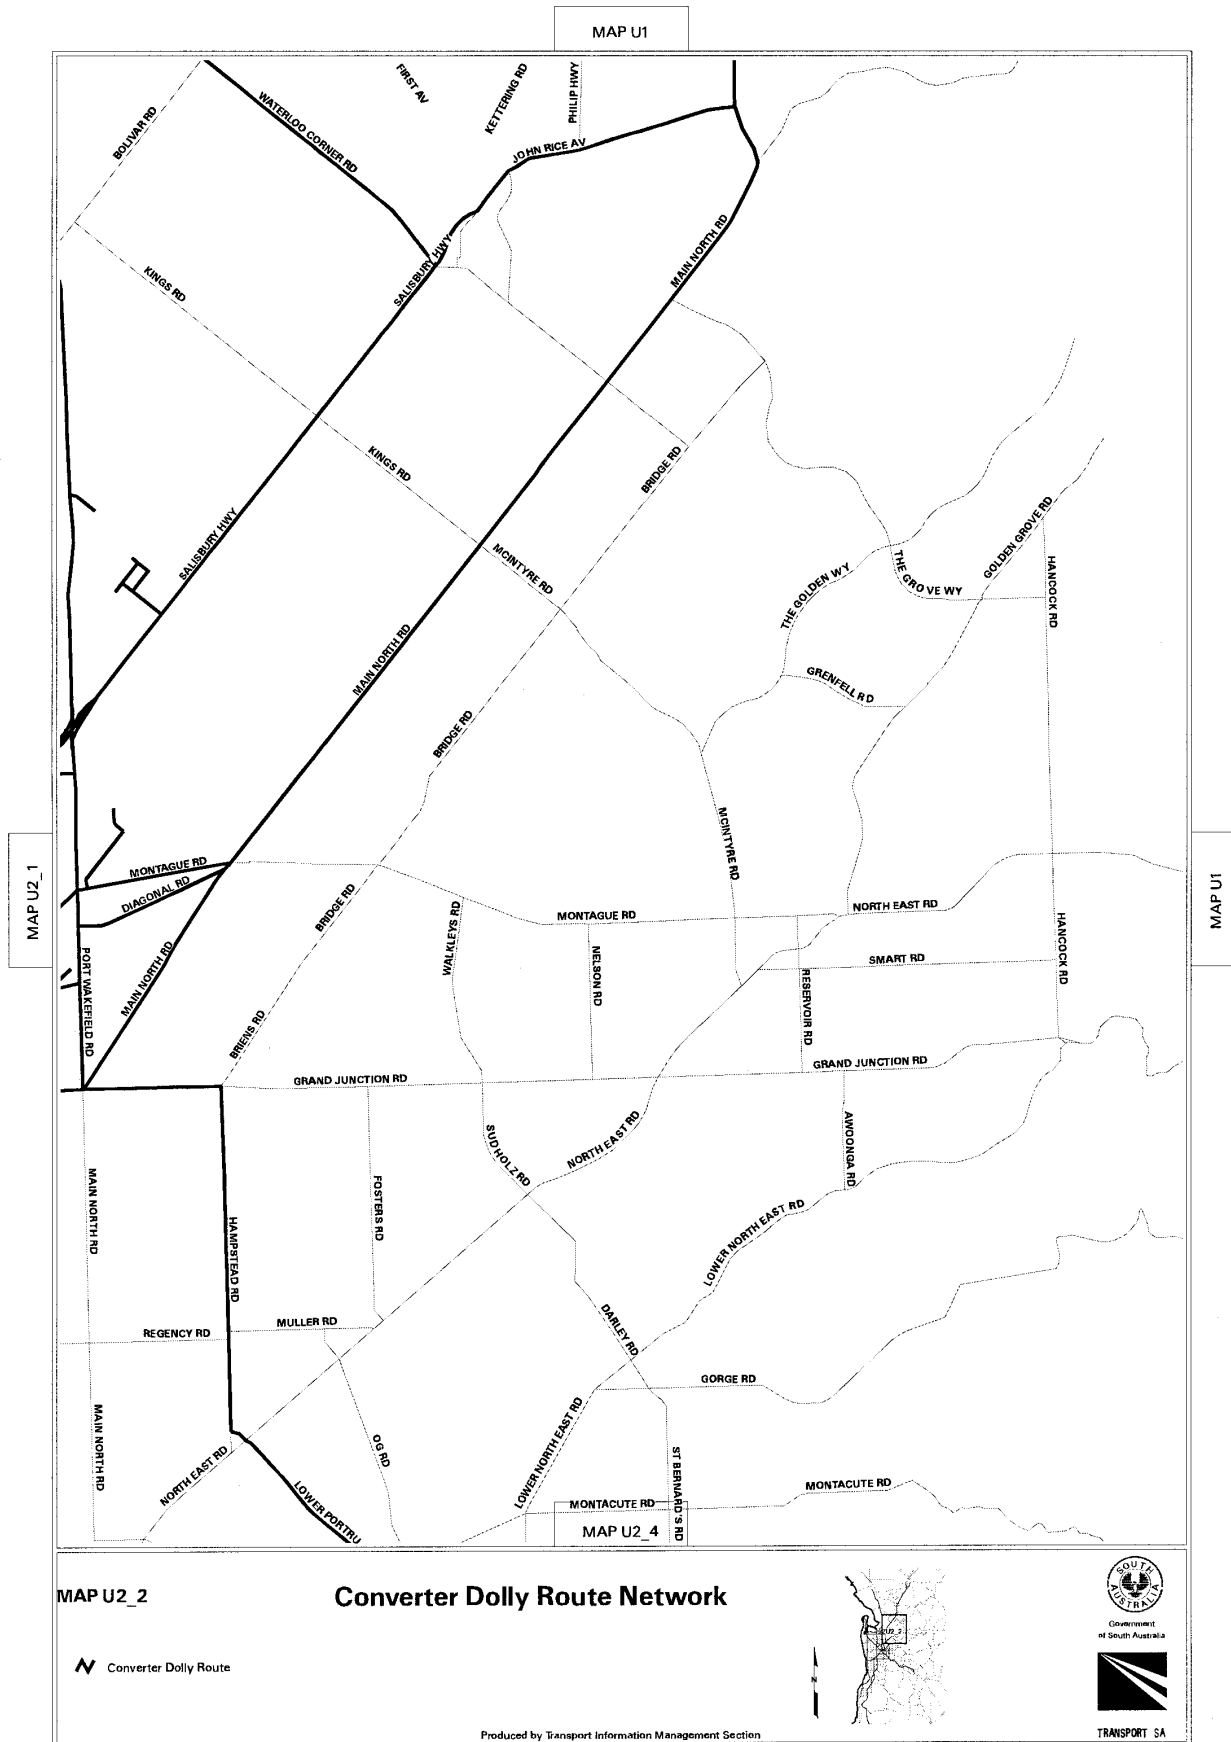 MAP U1
FIRST AV
KETTERING RD
PHILIP HWY
BOLIVAR RD
WATERLOO CORNER RD
JOHN RICE AV
MAIN NORTH RD
SALISBURY HWY
KINGS RD
KINGS RD
BRIDGE RD
SALISBURY HWY
MCINTYRE RD
GOLDEN GROVE RD
THE GROVE WY
HANCOCK RD
THE GOLDEN WY
MAIN NORTH RD
GRENFELL RD
BRIDGE RD
MCINTYRE RD
MAP U2_1
MAP U1
MONTAGUE RD
DIAGONAL RD
BRIDGE RD
WALKLEYS RD
MONTAGUE RD
NORTH EAST RD
HANCOCK RD
NELSON RD
SMART RD
RESERVOIR RD
PORT WAKEFIELD RD
MAIN NORTH RD
BRIENS RD
GRAND JUNCTION RD
GRAND JUNCTION RD
SUDHOLZ RD
NORTH EAST RD
AWOONGA RD
MAIN NORTH RD
HAMPSTEAD RD
FOSTERS RD
LOWER NORTH EAST RD
REGENCY RD
MULLER RD
DARLEY RD
GORGE RD
MAIN NORTH RD
NORTH EAST RD
OG RD
LOWER NORTH EAST RD
ST BERNARD'S RD
LOWER PORTRU
MONTACUTE RD
MONTACUTE RD
MAP U2_4
MAP U2_2
Converter Dolly Route Network
Converter Dolly Route
N
U2_2
SOUTH AUSTRALIA
Government
of South Australia
TRANSPORT SA
Produced by Transport Information Management Section